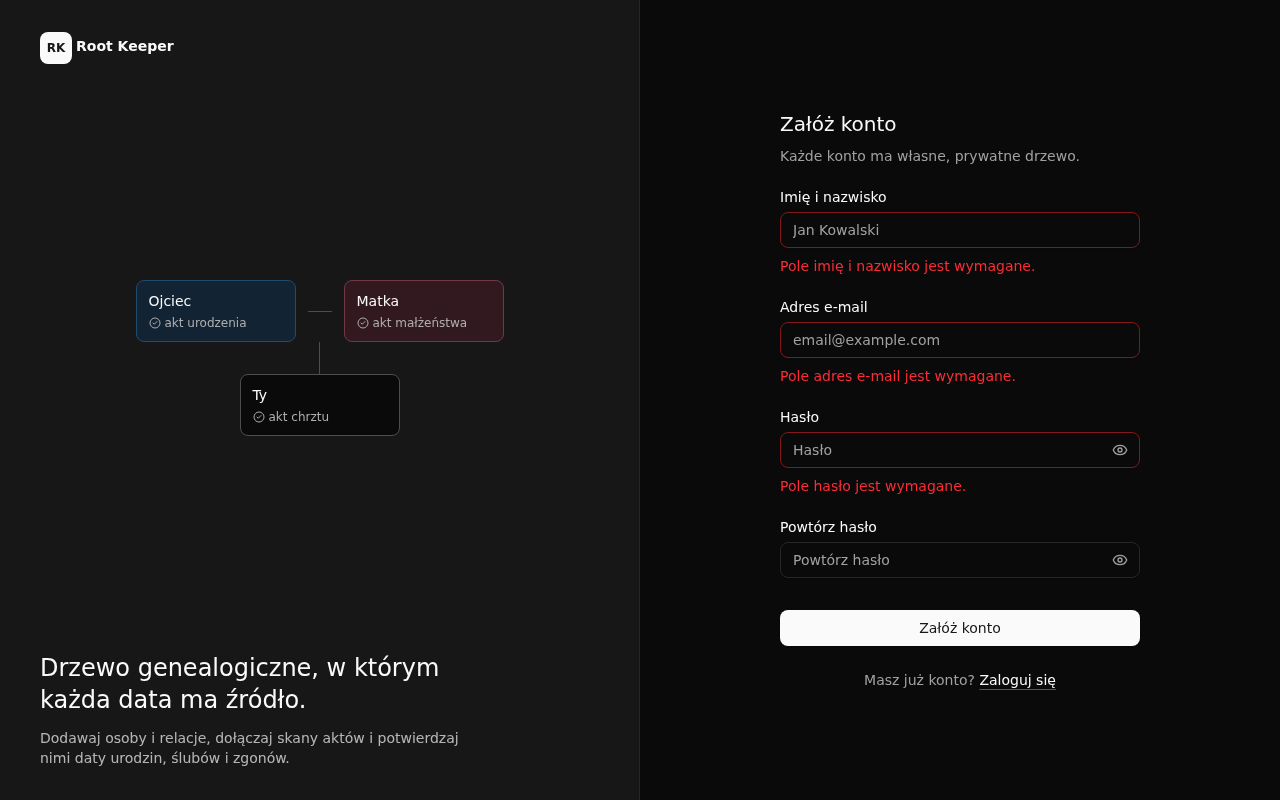 RK Root Keeper
Ojciec
akt urodzenia
Matka
akt małżeństwa
Ty
akt chrztu
Drzewo genealogiczne, w którym
każda data ma źródło.
Dodawaj osoby i relacje, dołączaj skany aktów i potwierdzaj
nimi daty urodzin, ślubów i zgonów.
Załóż konto
Każde konto ma własne, prywatne drzewo.
Imię i nazwisko
Jan Kowalski
Pole imię i nazwisko jest wymagane.
Adres e-mail
email@example.com
Pole adres e-mail jest wymagane.
Hasło
Hasło
Pole hasło jest wymagane.
Powtórz hasło
Powtórz hasło
Załóż konto
Masz już konto? Zaloguj się